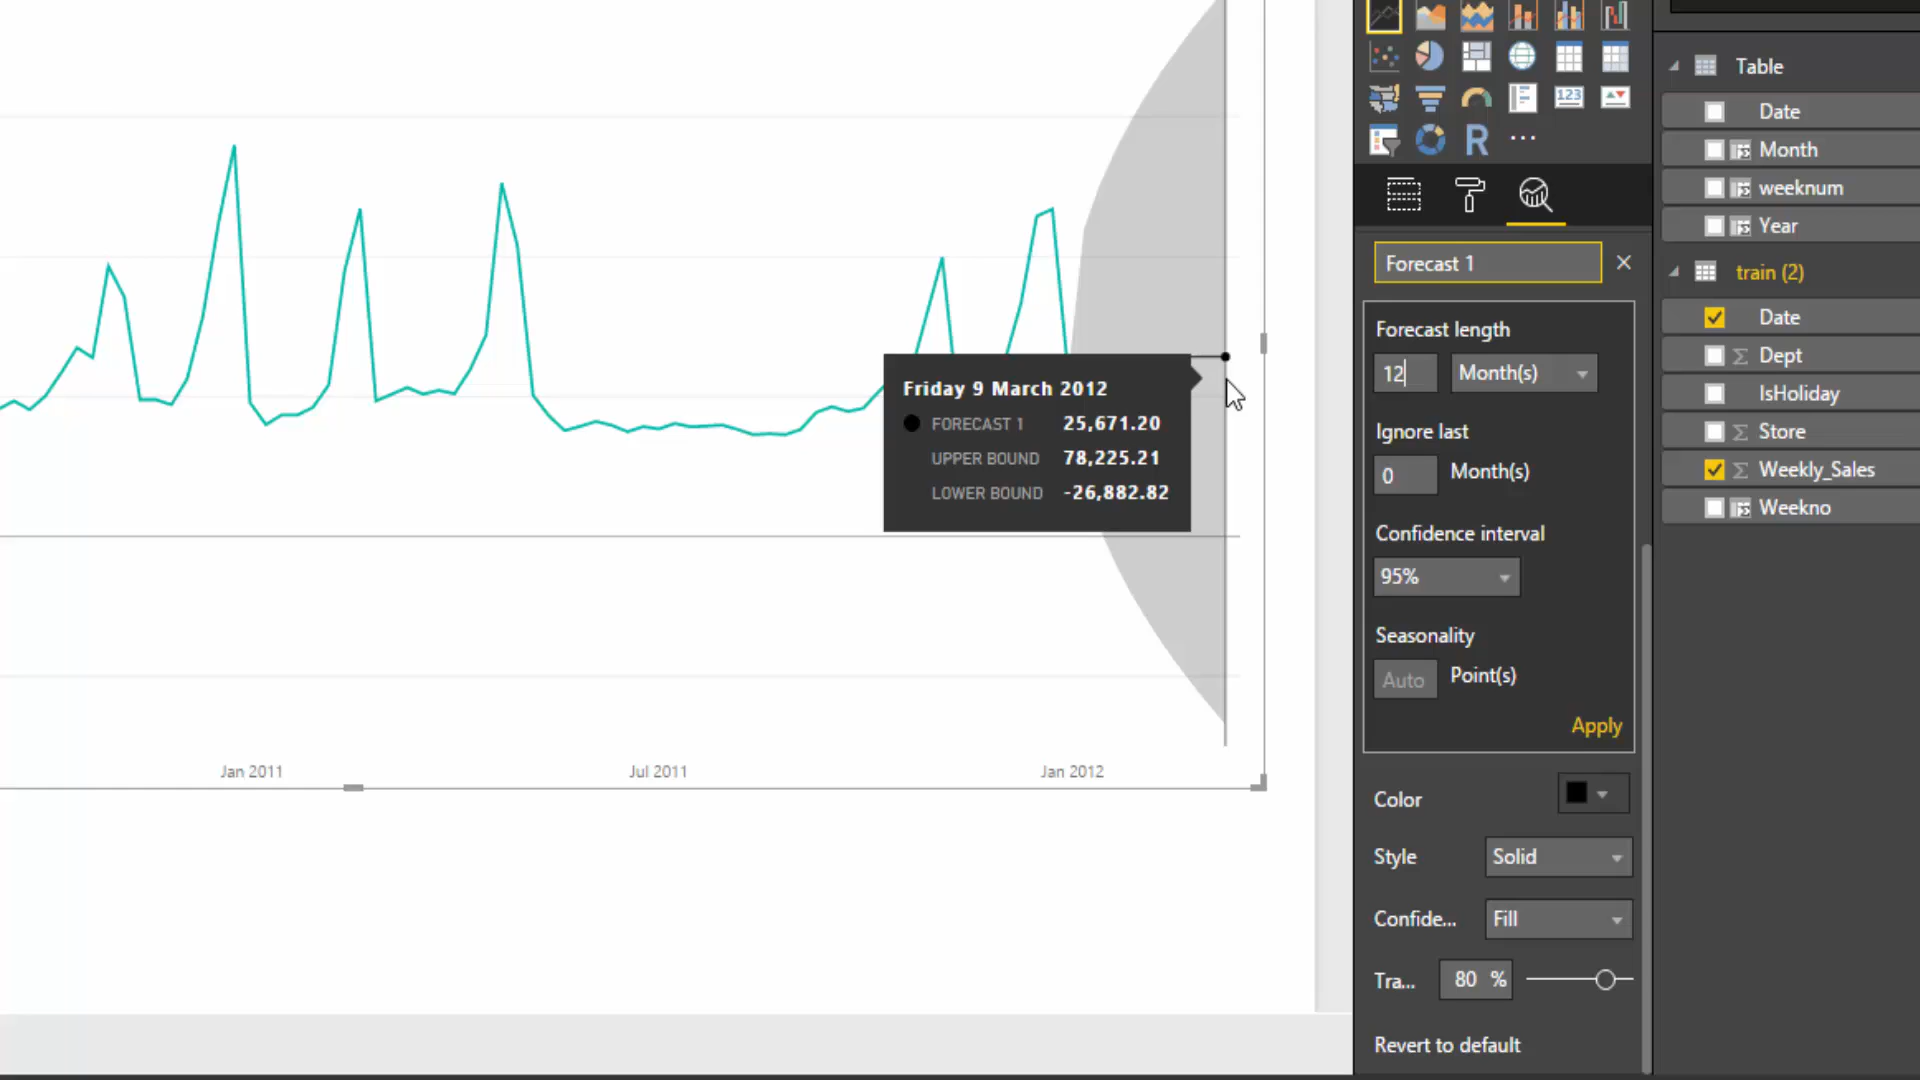 Friday 9 March 2012
FORECAST 1 25,671.20
UPPER BOUND 78,225.21
LOWER BOUND -26,882.82
Jan 2011
Jul 2011
Jan 2012
123
R
Forecast 1
Forecast length
12 Month(s)
Ignore last
0 Month(s)
Confidence interval
95%
Seasonality
Auto Point(s)
Apply
Color
Style Solid
Confide... Fill
Tra... 80 %
Revert to default
Table
Date
Month
weeknum
Year
train (2)
Date
Σ Dept
IsHoliday
Σ Store
Σ Weekly_Sales
Weekno